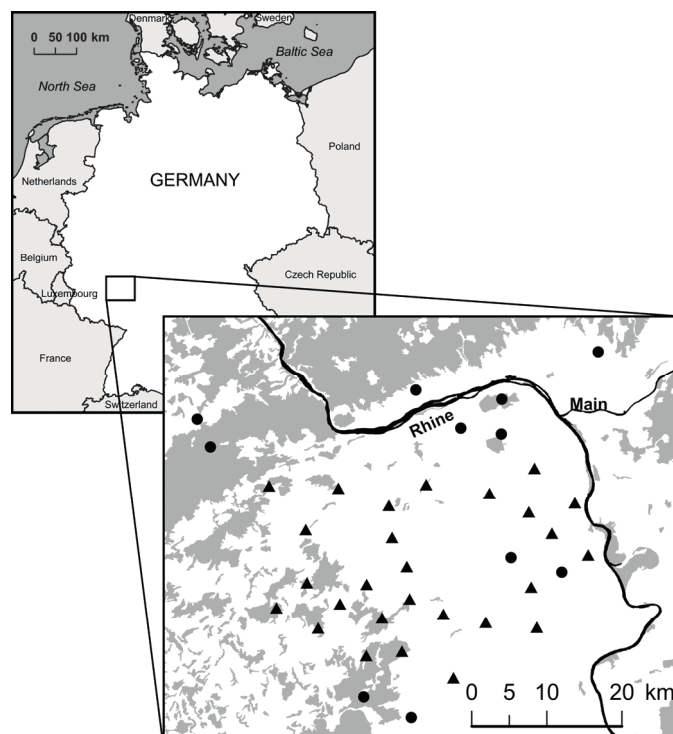 Denmark
Sweden
0 50 100 km
Baltic Sea
North Sea
Poland
Netherlands
GERMANY
Belgium
Czech Republic
Luxembourg
France
Switzerland
Main
Rhine
0 5 10 20 km